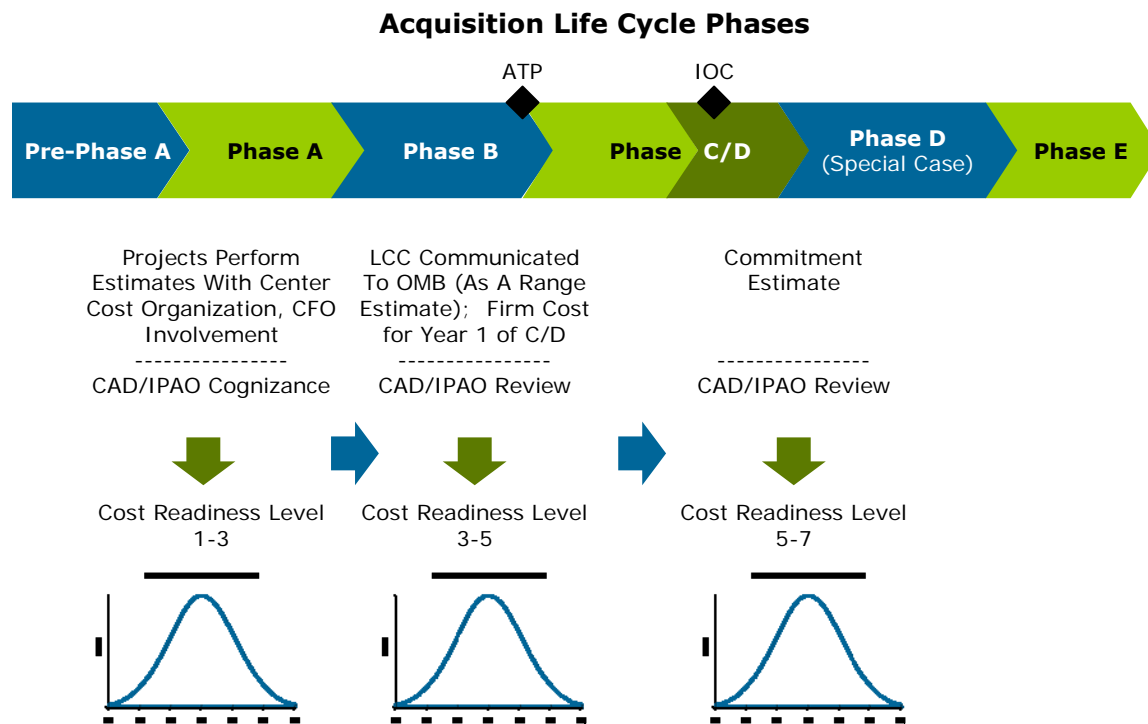 Acquisition Life Cycle Phases
ATP
IOC
Pre-Phase A
Phase A
Phase B
Phase C/D
Phase D
(Special Case)
Phase E
Projects Perform
Estimates With Center
Cost Organization, CFO
Involvement
----------------
CAD/IPAO Cognizance
LCC Communicated
To OMB (As A Range
Estimate); Firm Cost
for Year 1 of C/D
----------------
CAD/IPAO Review
Commitment
Estimate
----------------
CAD/IPAO Review
Cost Readiness Level
1-3
Cost Readiness Level
3-5
Cost Readiness Level
5-7